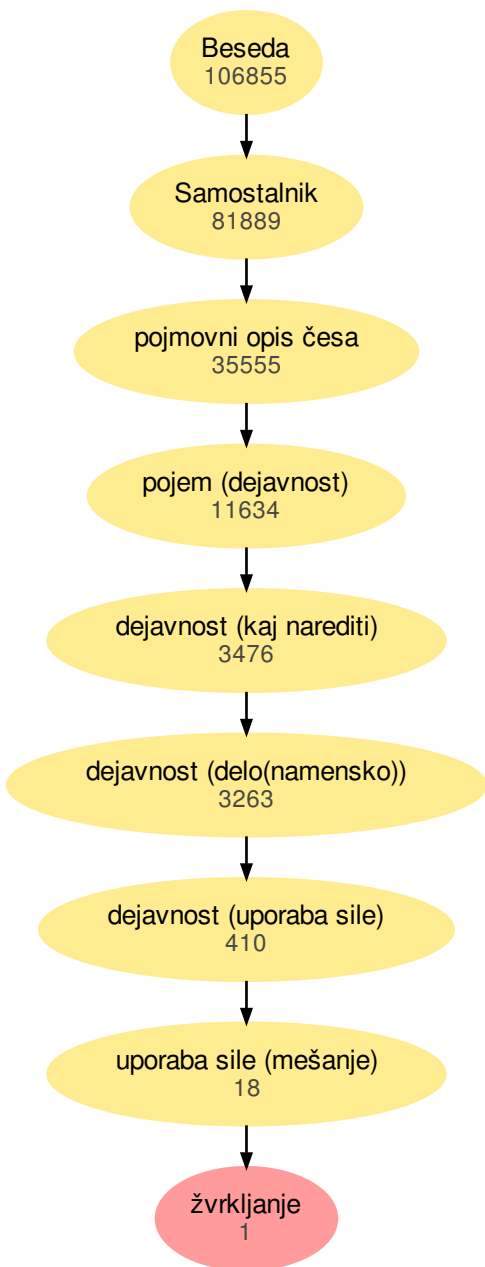 Beseda
106855
Samostalnik
81889
pojmovni opis česa
35555
pojem (dejavnost)
11634
dejavnost (kaj narediti)
3476
dejavnost (delo(namensko))
3263
dejavnost (uporaba sile)
410
uporaba sile (mešanje)
18
žvrkljanje
1